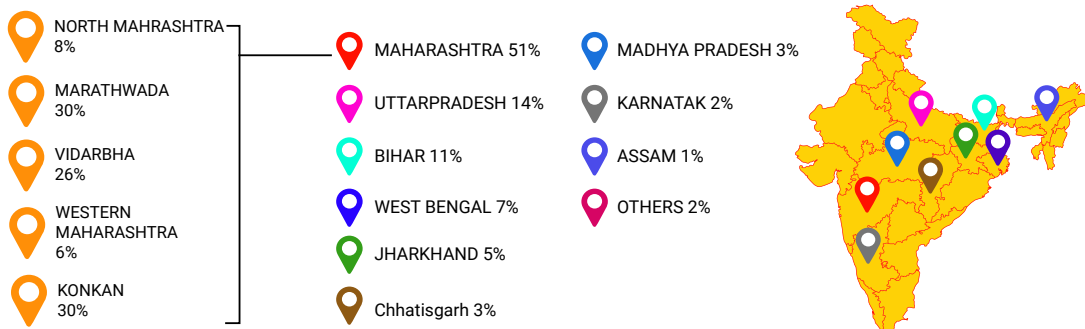 NORTH MAHRASHTRA
8%
MARATHWADA
30%
VIDARBHA
26%
WESTERN
MAHARASHTRA
6%
KONKAN
30%
MAHARASHTRA 51%
UTTARPRADESH 14%
BIHAR 11%
WEST BENGAL 7%
JHARKHAND 5%
Chhatisgarh 3%
MADHYA PRADESH 3%
KARNATAK 2%
ASSAM 1%
OTHERS 2%